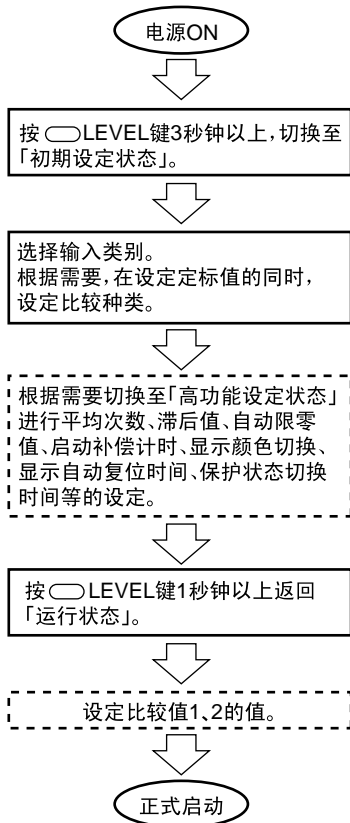 电源ON
按 LEVEL键3秒钟以上,切换至
「初期设定状态」。
选择输入类别。
根据需要,在设定定标值的同时,
设定比较种类。
根据需要切换至「高功能设定状态」
进行平均次数、滞后值、自动限零
值、启动补偿计时、显示颜色切换、
显示自动复位时间、保护状态切换
时间等的设定。
按 LEVEL键1秒钟以上返回
「运行状态」。
设定比较值1、2的值。
正式启动